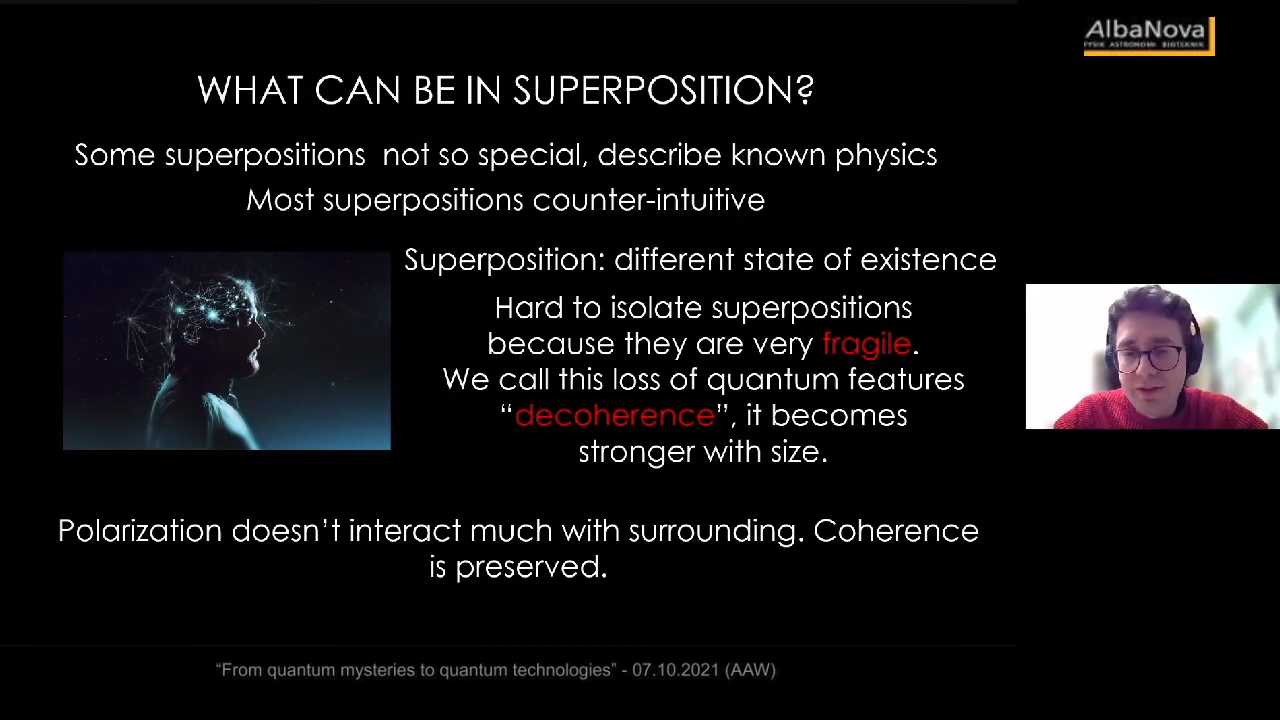 AlbaNova
FYSIK ASTRONOMI BIOTEKNIK
WHAT CAN BE IN SUPERPOSITION?
Some superpositions not so special, describe known physics
Most superpositions counter-intuitive
Superposition: different state of existence
Hard to isolate superpositions
because they are very fragile.
We call this loss of quantum features
“decoherence”, it becomes
stronger with size.
Polarization doesn’t interact much with surrounding. Coherence
is preserved.
“From quantum mysteries to quantum technologies” - 07.10.2021 (AAW)